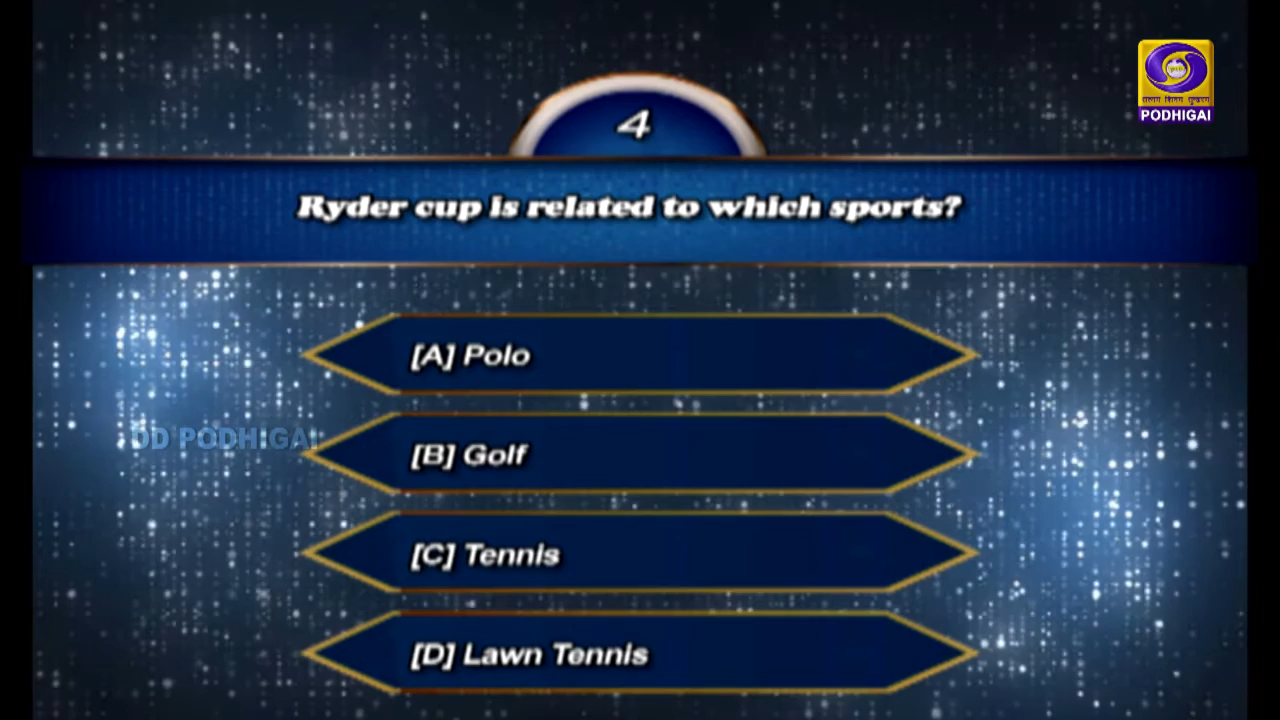 PODHIGAI
4
Ryder cup is related to which sports?
[A] Polo
DD PODHIGAI
[B] Golf
[C] Tennis
[D] Lawn Tennis